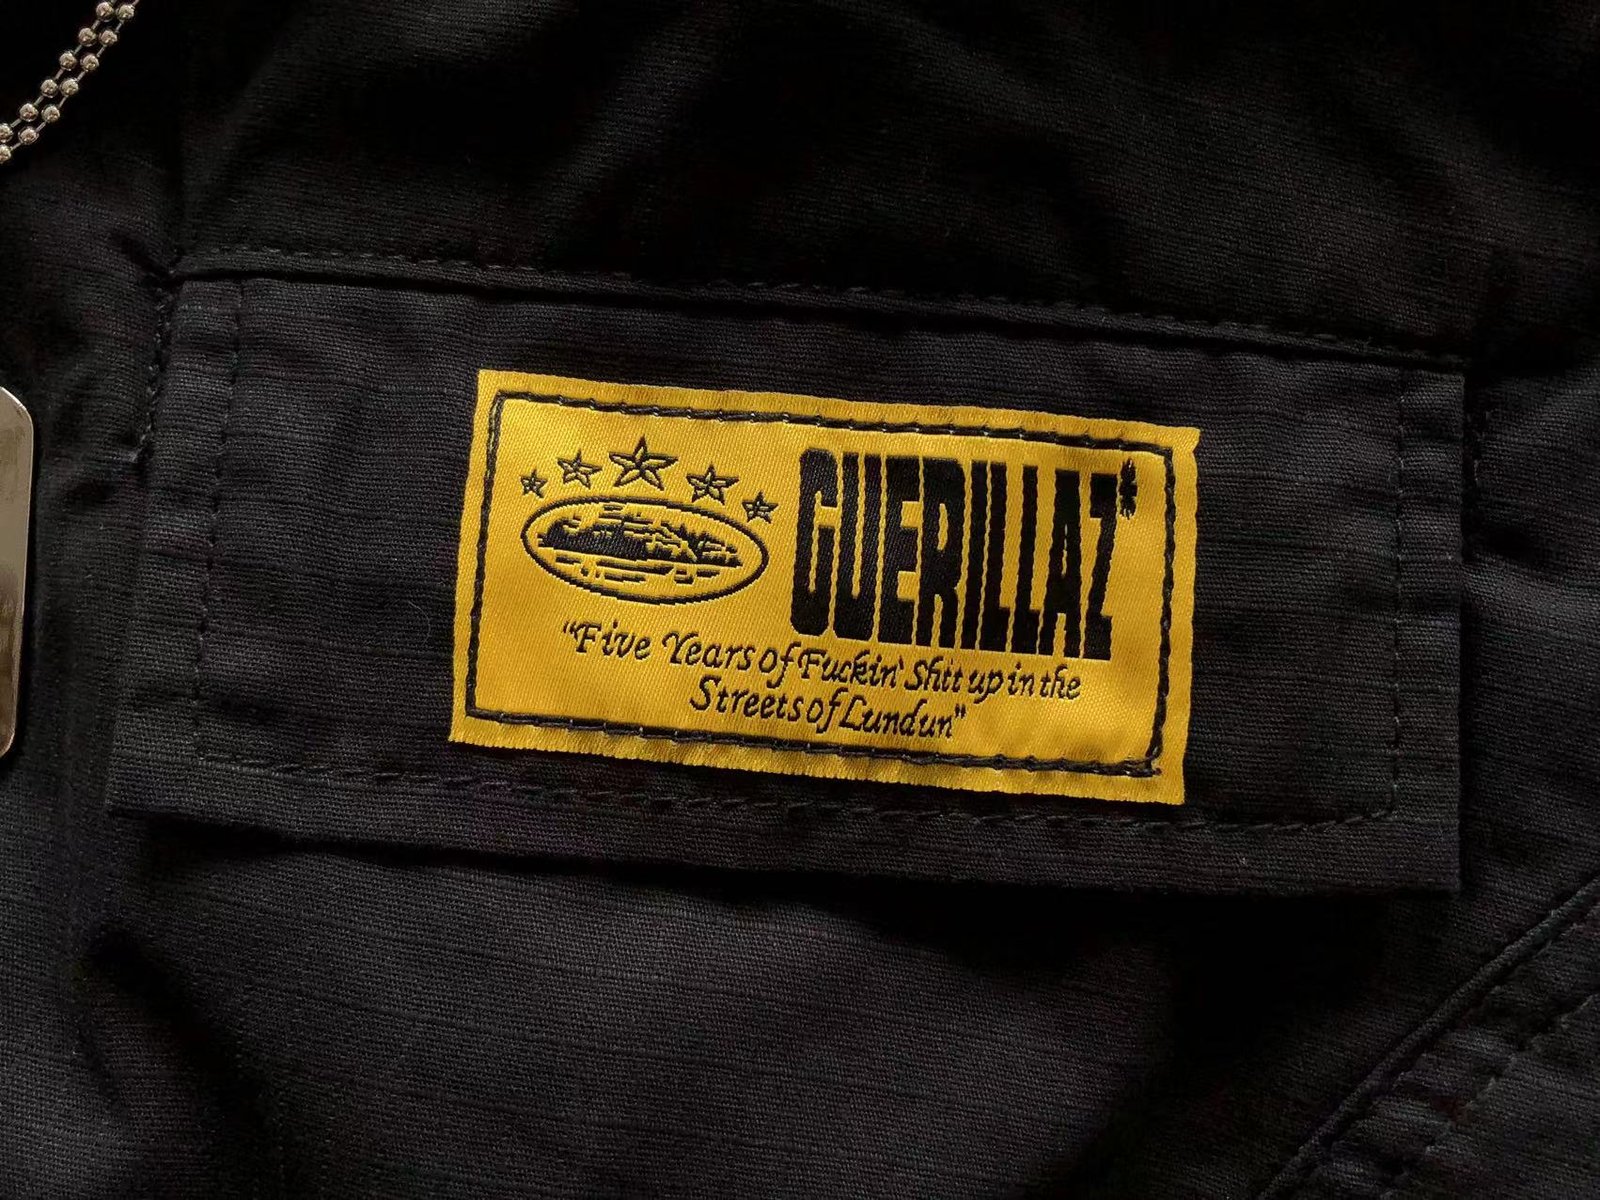 GUERILLAZ*
"Five Years of Fuckin' Shit up in the
Streets of Lundun"